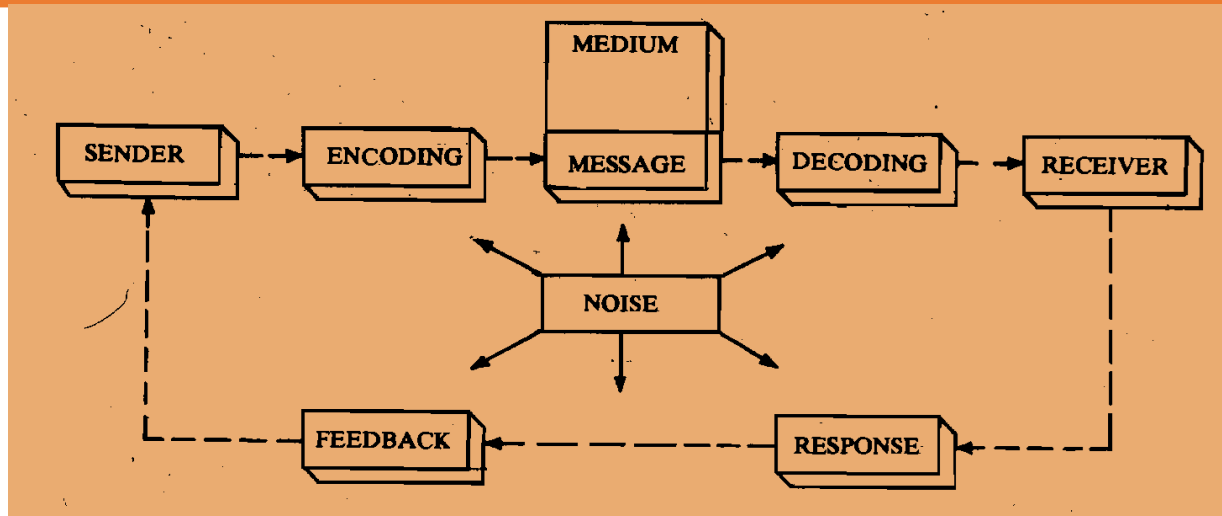 MEDIUM
SENDER
ENCODING
MESSAGE
DECODING
RECEIVER
NOISE
FEEDBACK
RESPONSE